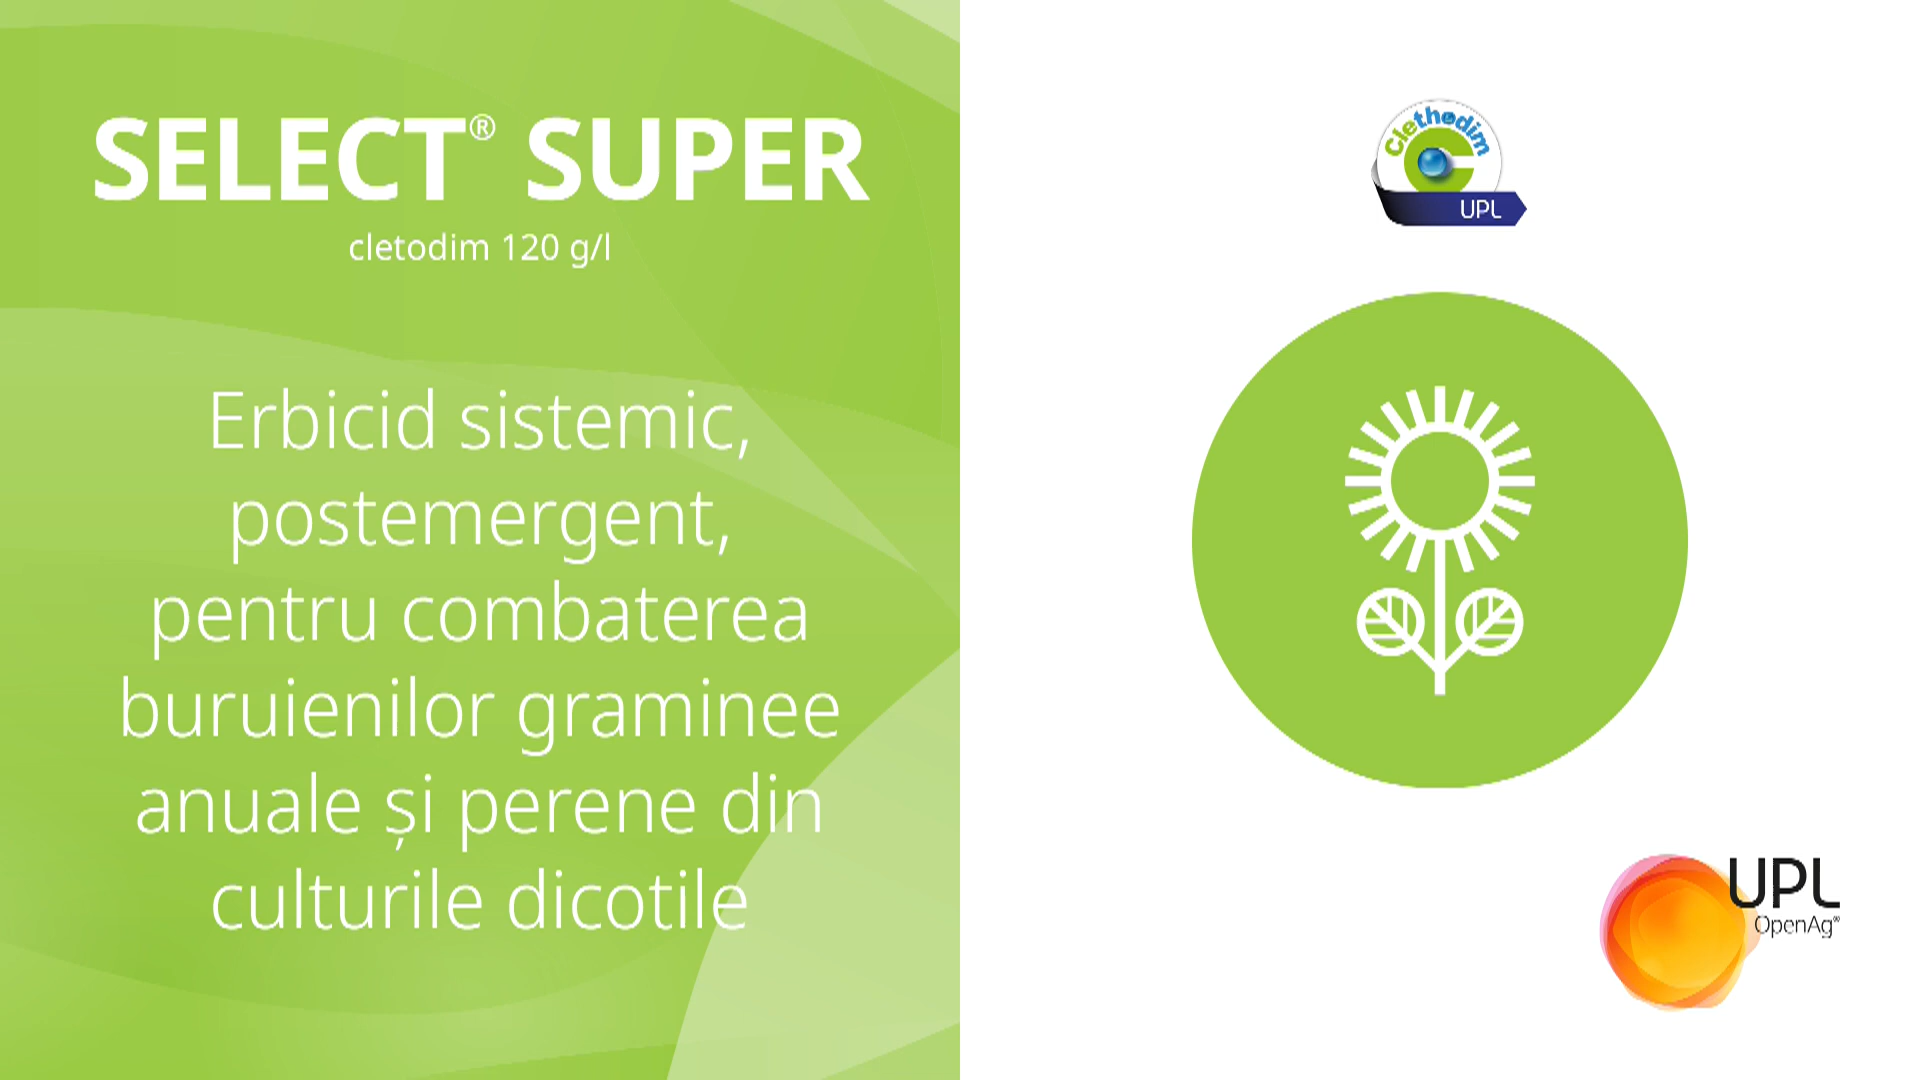 SELECT® SUPER
cletodim 120 g/l
Erbicid sistemic,
postemergent,
pentru combaterea
buruienilor graminee
anuale și perene din
culturile dicotile
Clethodim
UPL
UPL
OpenAg®